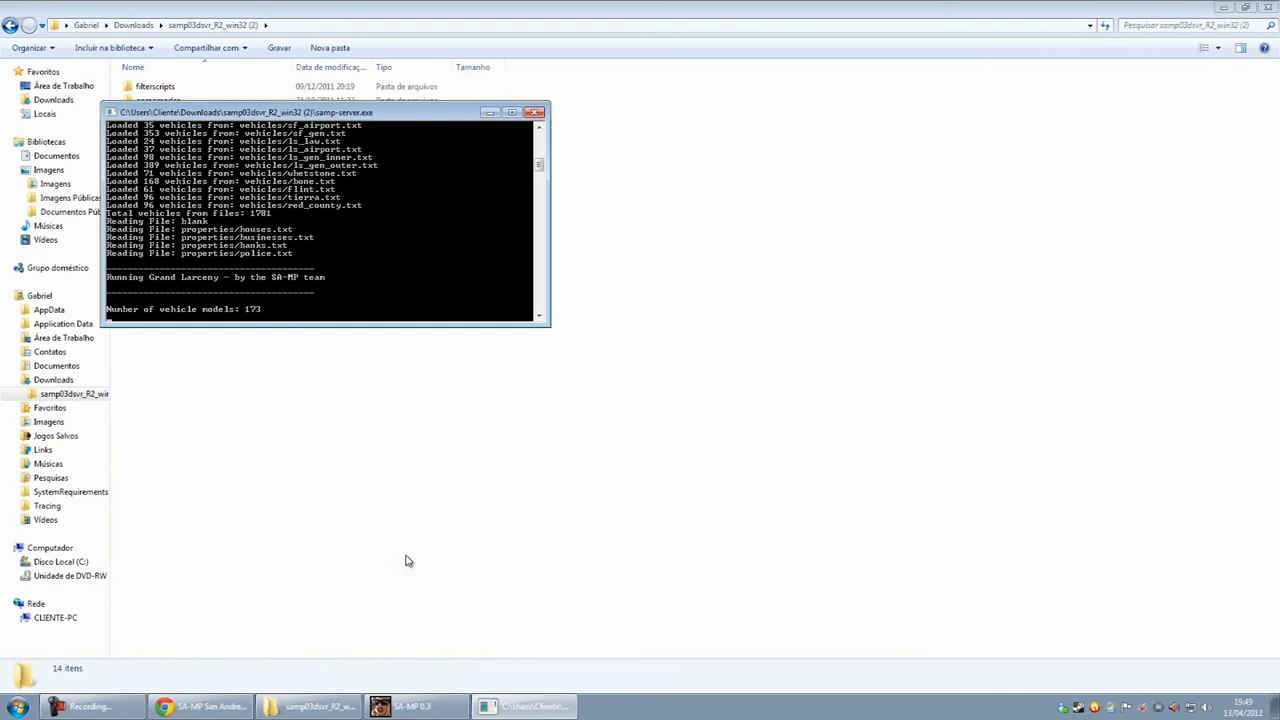 Gabriel
Downloads
samp03dsvr_R2_win32 (2)
Pesquisar samp03dsvr_R2_win32 (2)
Organizar
Incluir na biblioteca
Compartilhar com
Gravar
Nova pasta
Favoritos
Área de Trabalho
Downloads
Locais
Bibliotecas
Documentos
Imagens
Imagens
Imagens Públicas
Documentos Púl
Músicas
Vídeos
Grupo doméstico
Gabriel
AppData
Application Data
Área de Trabalho
Contatos
Documentos
Downloads
samp03dsvr_R2_win
Favoritos
Imagens
Jogos Salvos
Links
Músicas
Pesquisas
SystemRequirements
Tracing
Vídeos
Computador
Disco Local (C:)
Unidade de DVD-RW
Rede
CLIENTE-PC
Nome
Data de modificaç...
Tipo
Tamanho
filterscripts
09/12/2011 20:19
Pasta de arquivos
C:\Users\Cliente\Downloads\samp03dsvr_R2_win32 (2)\samp-server.exe
Loaded 35 vehicles from: vehicles/sf_airport.txt
Loaded 353 vehicles from: vehicles/sf_gen.txt
Loaded 24 vehicles from: vehicles/ls_law.txt
Loaded 37 vehicles from: vehicles/ls_airport.txt
Loaded 98 vehicles from: vehicles/ls_gen_inner.txt
Loaded 389 vehicles from: vehicles/ls_gen_outer.txt
Loaded 71 vehicles from: vehicles/whetstone.txt
Loaded 168 vehicles from: vehicles/bone.txt
Loaded 61 vehicles from: vehicles/flint.txt
Loaded 96 vehicles from: vehicles/tierra.txt
Loaded 96 vehicles from: vehicles/red_county.txt
Total vehicles from files: 1781
Reading File: blank
Reading File: properties/houses.txt
Reading File: properties/businesses.txt
Reading File: properties/banks.txt
Reading File: properties/police.txt
---------------------------------------
Running Grand Larceny - by the SA-MP team
---------------------------------------
Number of vehicle models: 173
14 itens
Recording...
SA-MP San Andre...
samp03dsvr_R2_w...
SA-MP 0.3
C:\Users\Client...
19:49
13/04/2012